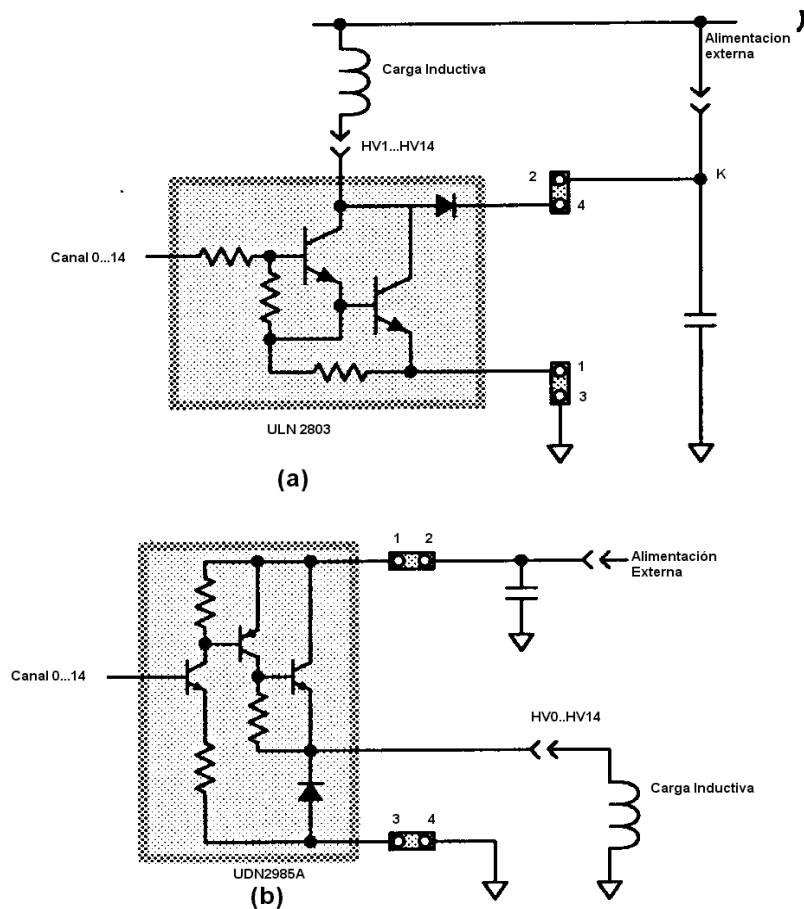 Alimentacion
externa
Carga Inductiva
HV1...HV14
2
K
4
Canal 0...14
1
3
ULN 2803
(a)
1 2
Alimentación
Externa
Canal 0...14
HV0..HV14
Carga Inductiva
3 4
UDN2985A
(b)